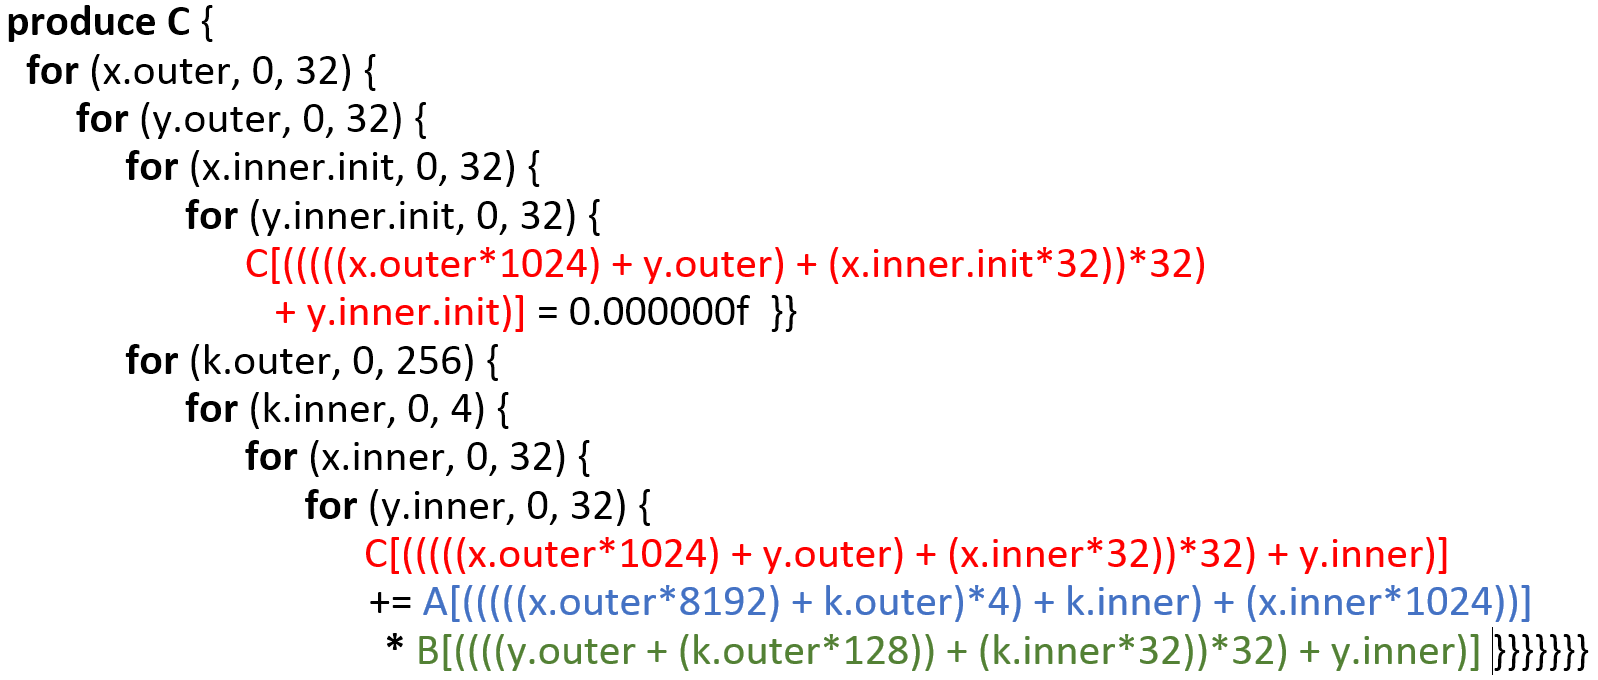 produce C {
for (x.outer, 0, 32) {
for (y.outer, 0, 32) {
for (x.inner.init, 0, 32) {
for (y.inner.init, 0, 32) {
C[(((((x.outer*1024) + y.outer) + (x.inner.init*32))*32)
+ y.inner.init)] = 0.000000f }}
for (k.outer, 0, 256) {
for (k.inner, 0, 4) {
for (x.inner, 0, 32) {
for (y.inner, 0, 32) {
C[(((((x.outer*1024) + y.outer) + (x.inner*32))*32) + y.inner)]
+= A[(((((x.outer*8192) + k.outer)*4) + k.inner) + (x.inner*1024))]
* B[((((y.outer + (k.outer*128)) + (k.inner*32))*32) + y.inner)] }}}}}}}